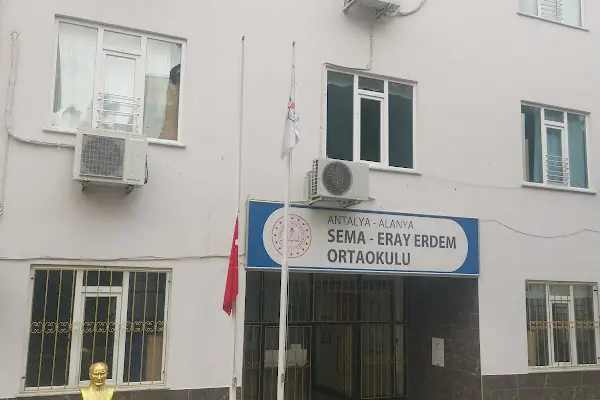 ANTALYA - ALANYA
SEMA - ERAY ERDEM
ORTAOKULU